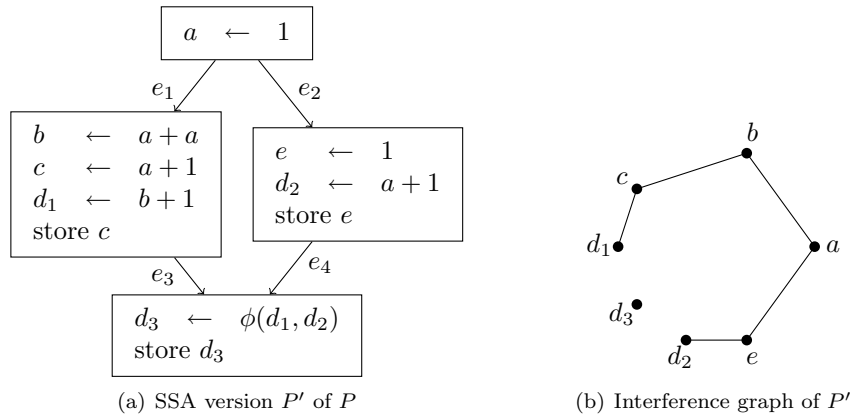 a ← 1
e₁ e₂
b ← a + a
c ← a + 1
d₁ ← b + 1
store c
e ← 1
d₂ ← a + 1
store e
e₃ e₄
d₃ ← ϕ(d₁, d₂)
store d₃
(a) SSA version P′ of P
b
c
d₁
a
d₃
d₂
e
(b) Interference graph of P′